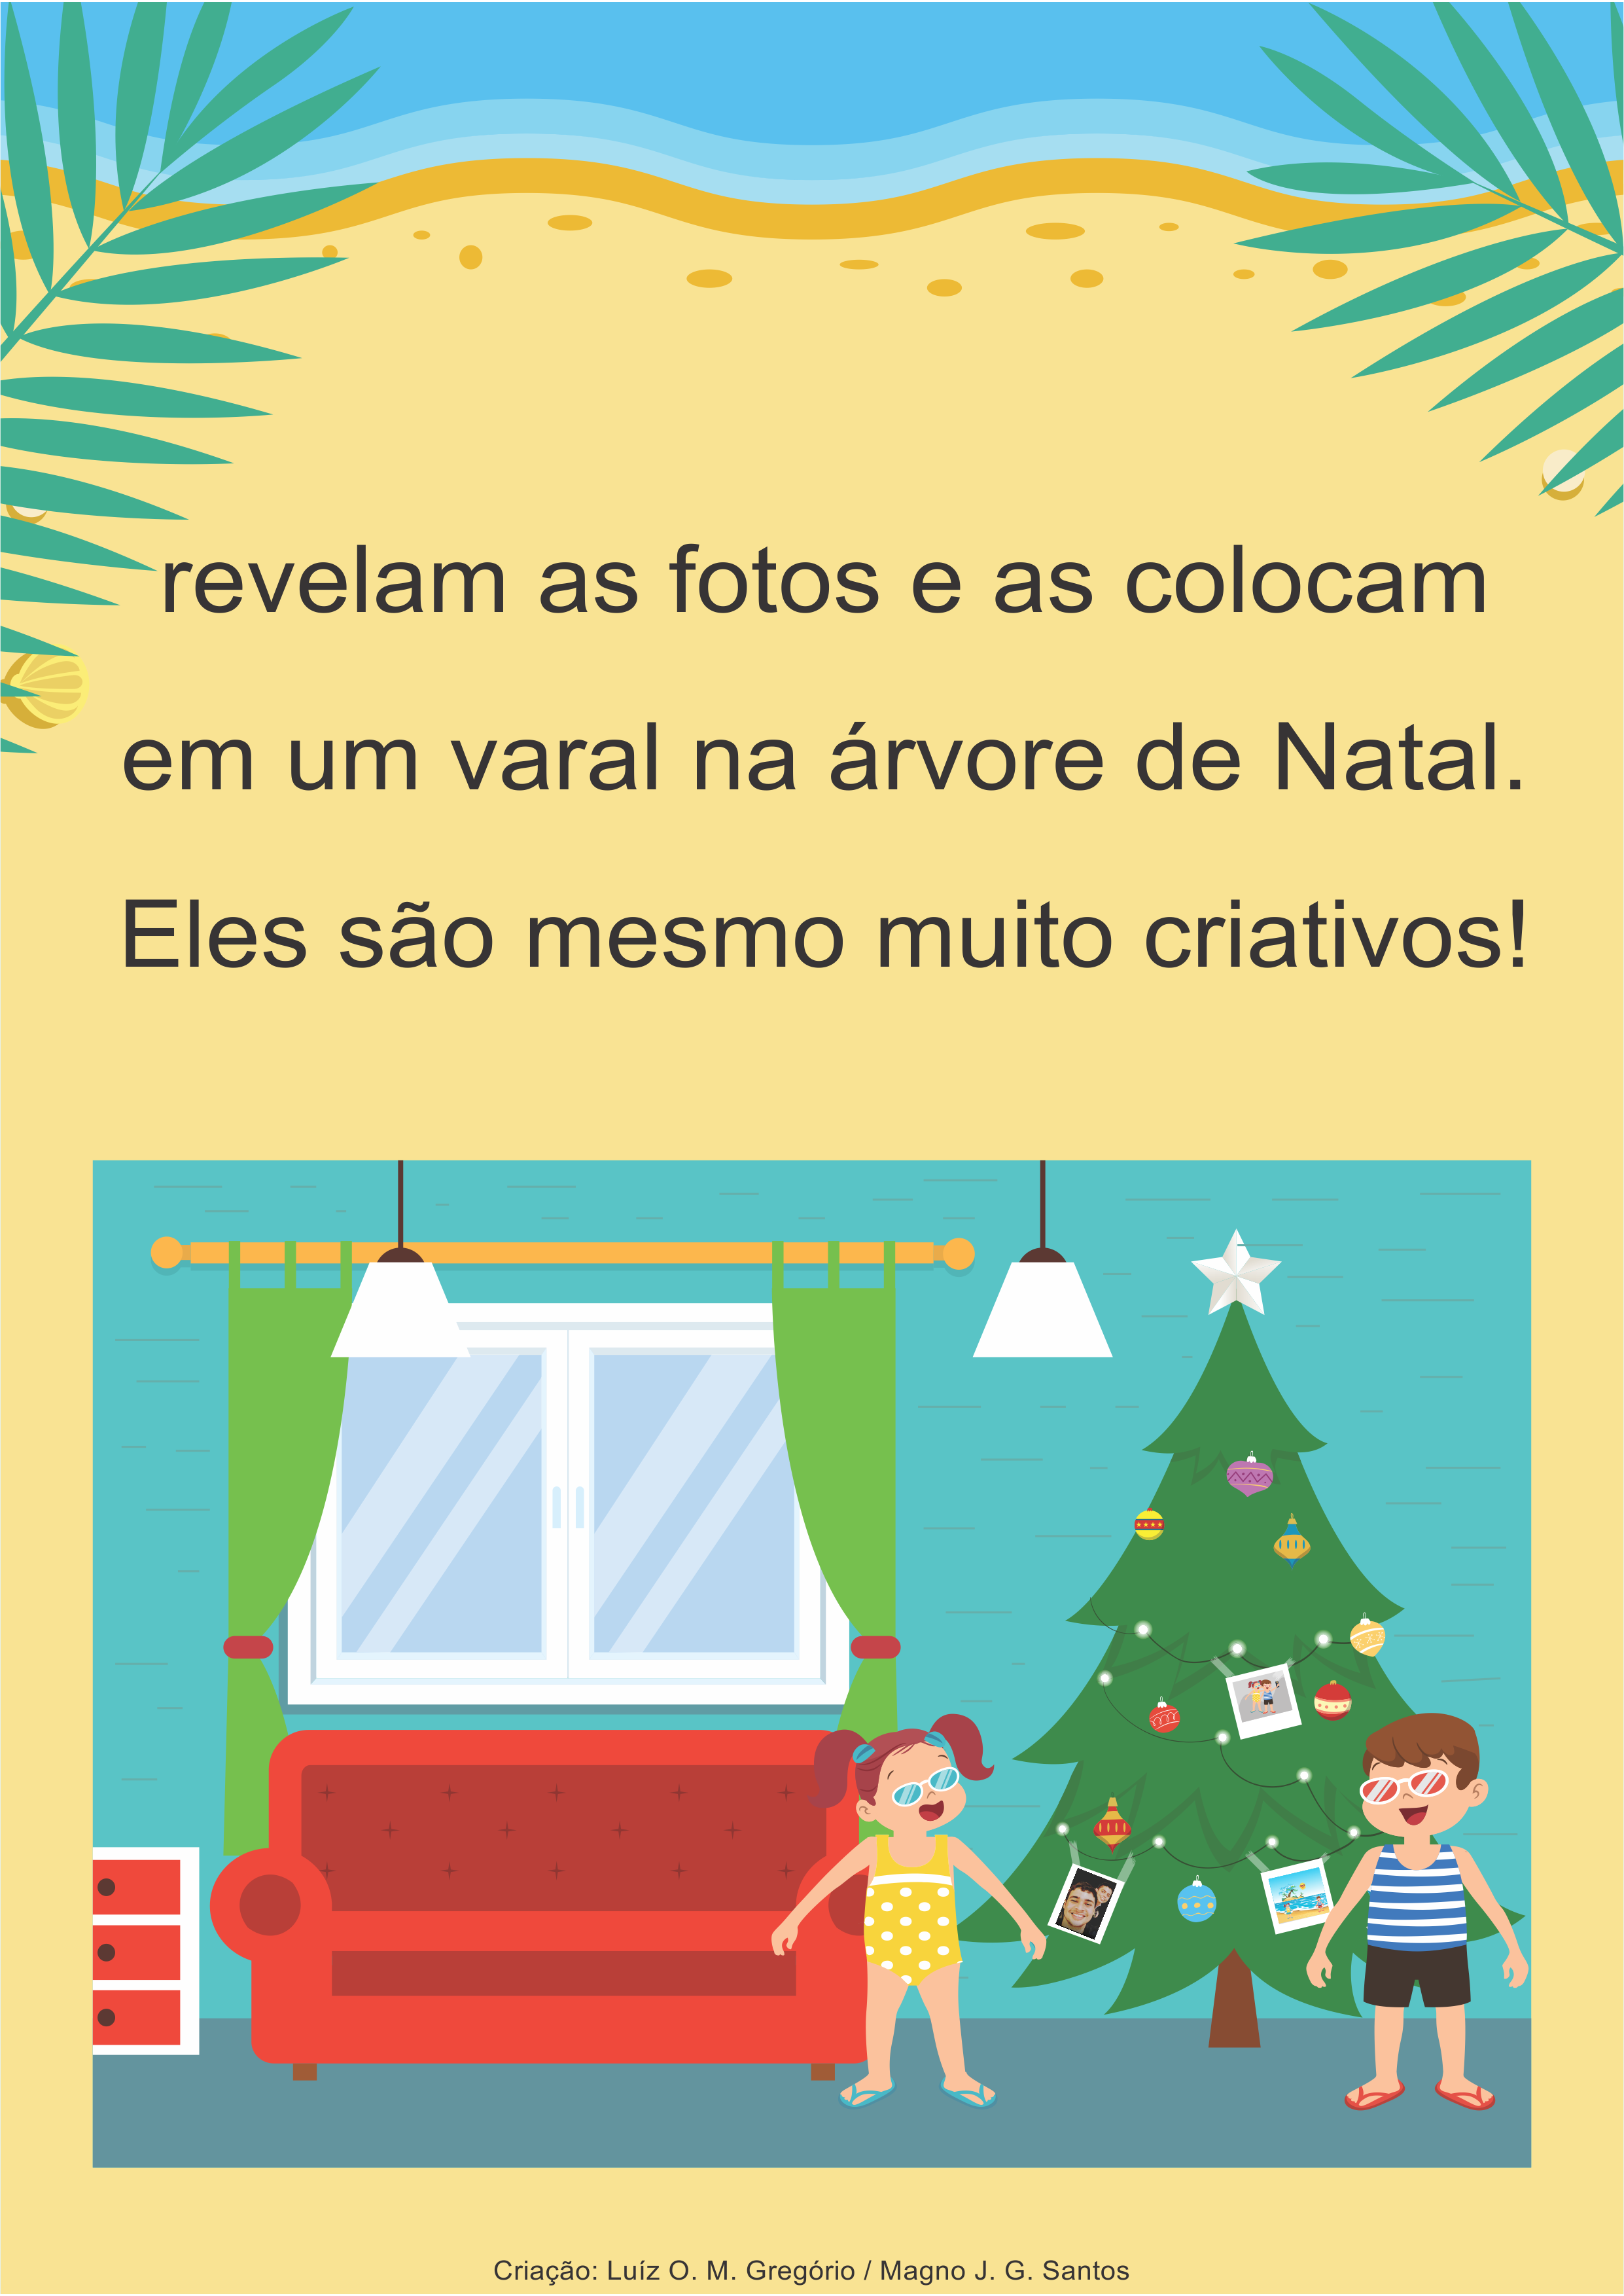 revelam as fotos e as colocam
em um varal na árvore de Natal.
Eles são mesmo muito criativos!
Criação: Luíz O. M. Gregório / Magno J. G. Santos